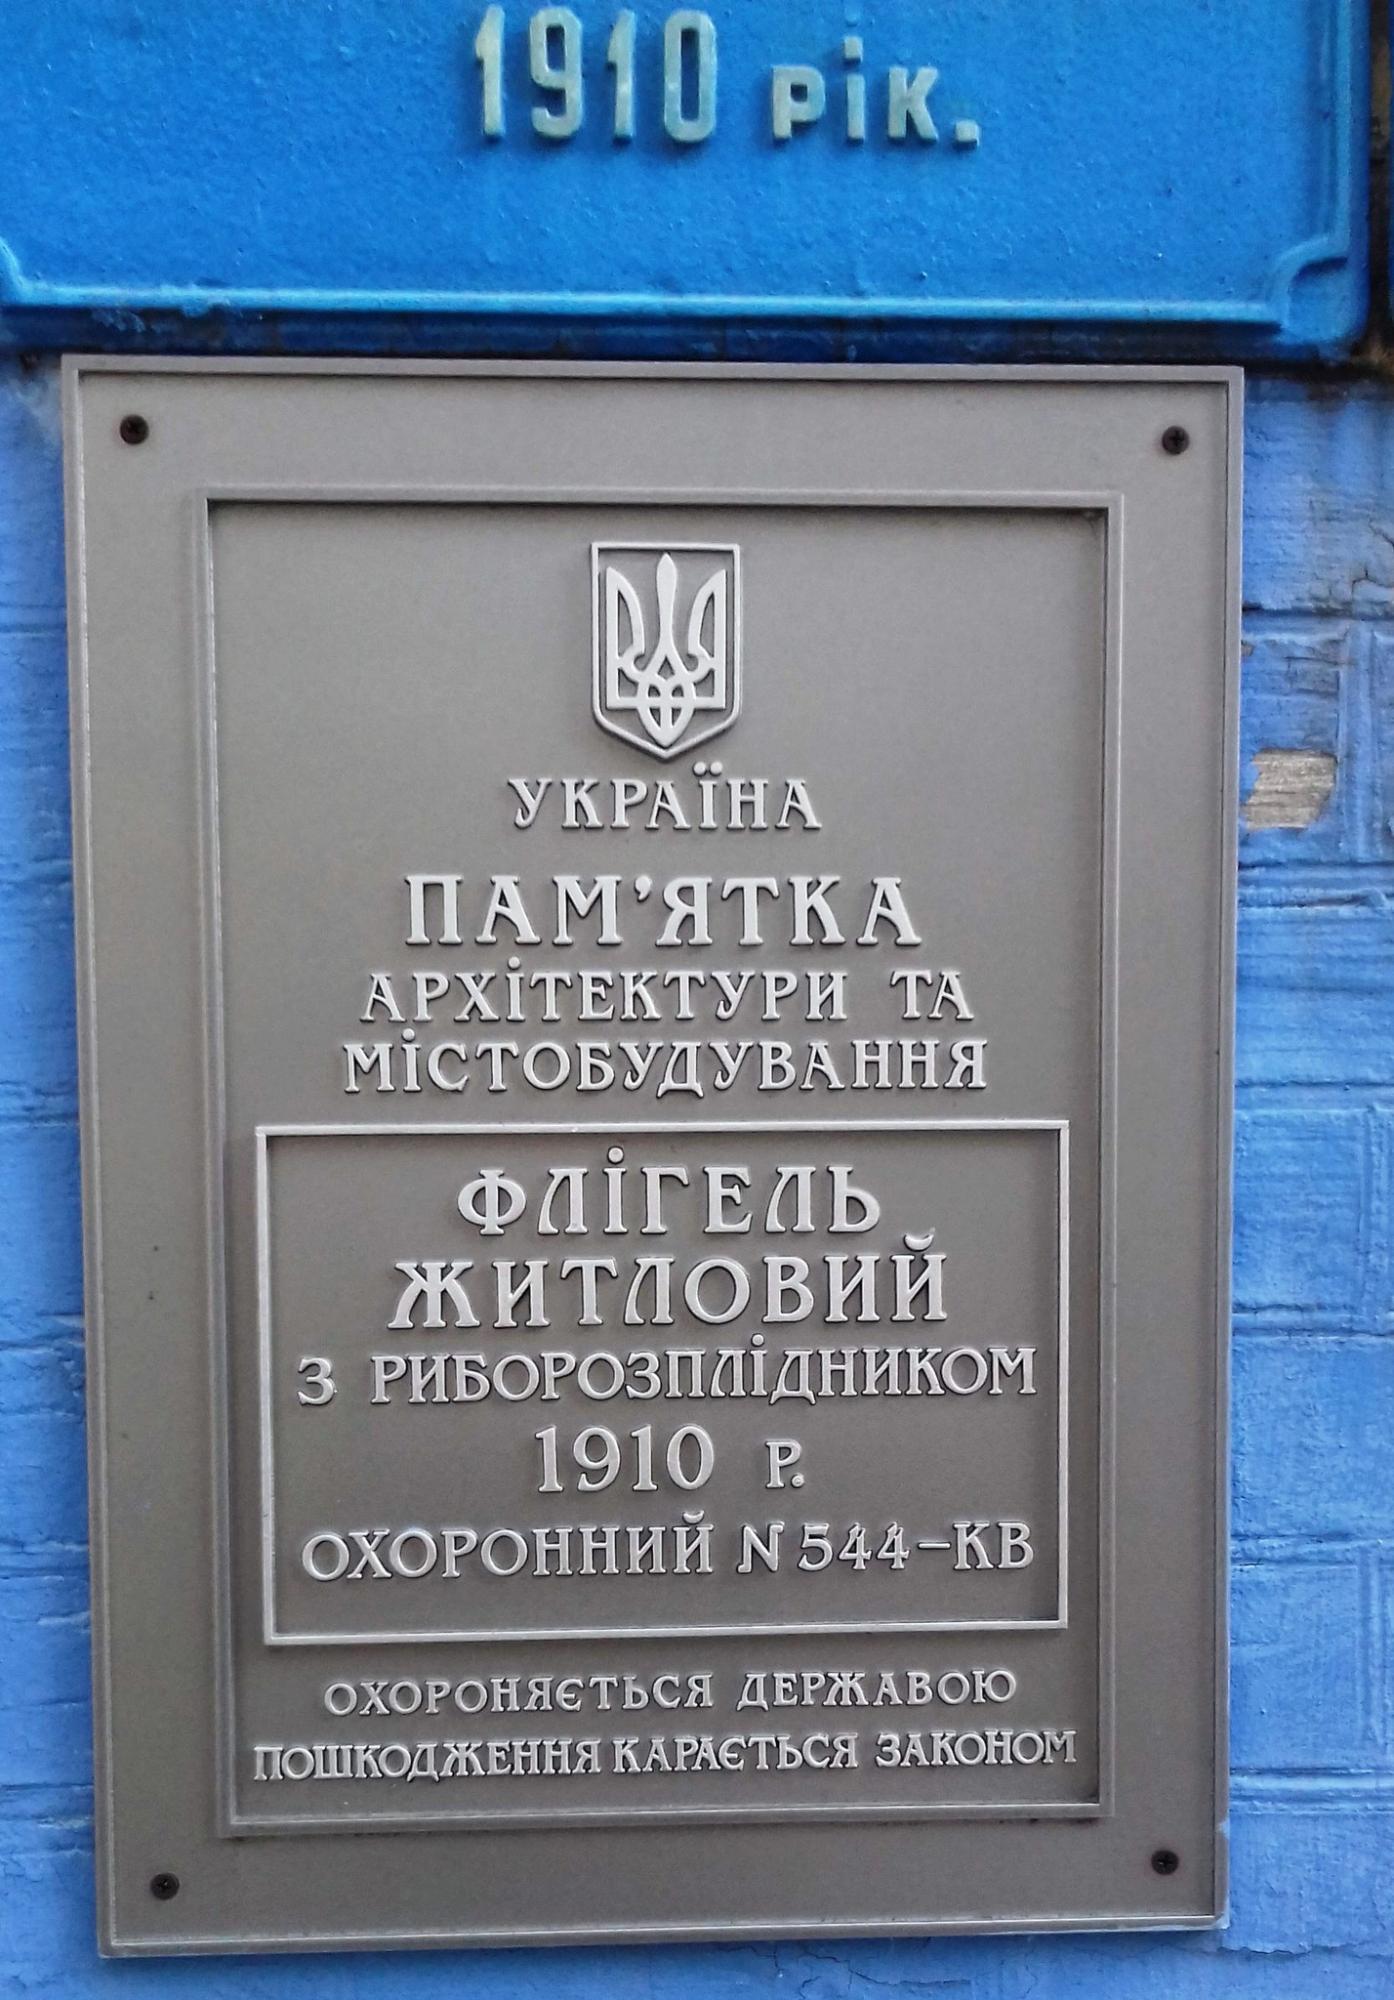 1910 рік.
УКРАЇНА
ПАМ’ЯТКА
АРХІТЕКТУРИ ТА
МІСТОБУДУВАННЯ
ФЛІГЕЛЬ
ЖИТЛОВИЙ
З РИБОРОЗПЛІДНИКОМ
1910 Р.
ОХОРОННИЙ N 544-КВ
ОХОРОНЯЄТЬСЯ ДЕРЖАВОЮ
ПОШКОДЖЕННЯ КАРАЄТЬСЯ ЗАКОНОМ